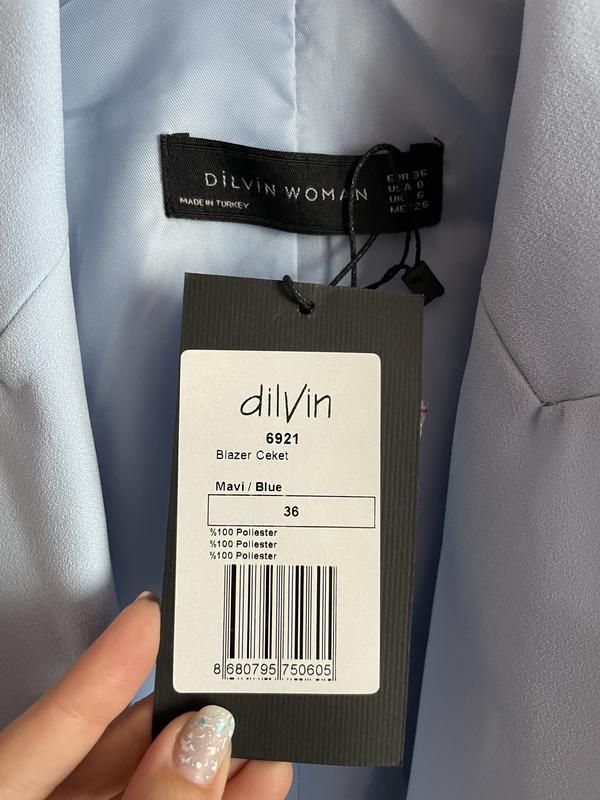 DİLVİN WOMAN
MADE IN TURKEY
EUR 36
USA 0
UK 6
ME 26
dilvin
6921
Blazer Ceket
Mavi / Blue
36
%100 Poliester
%100 Poliester
%100 Poliester
8 680795 750605